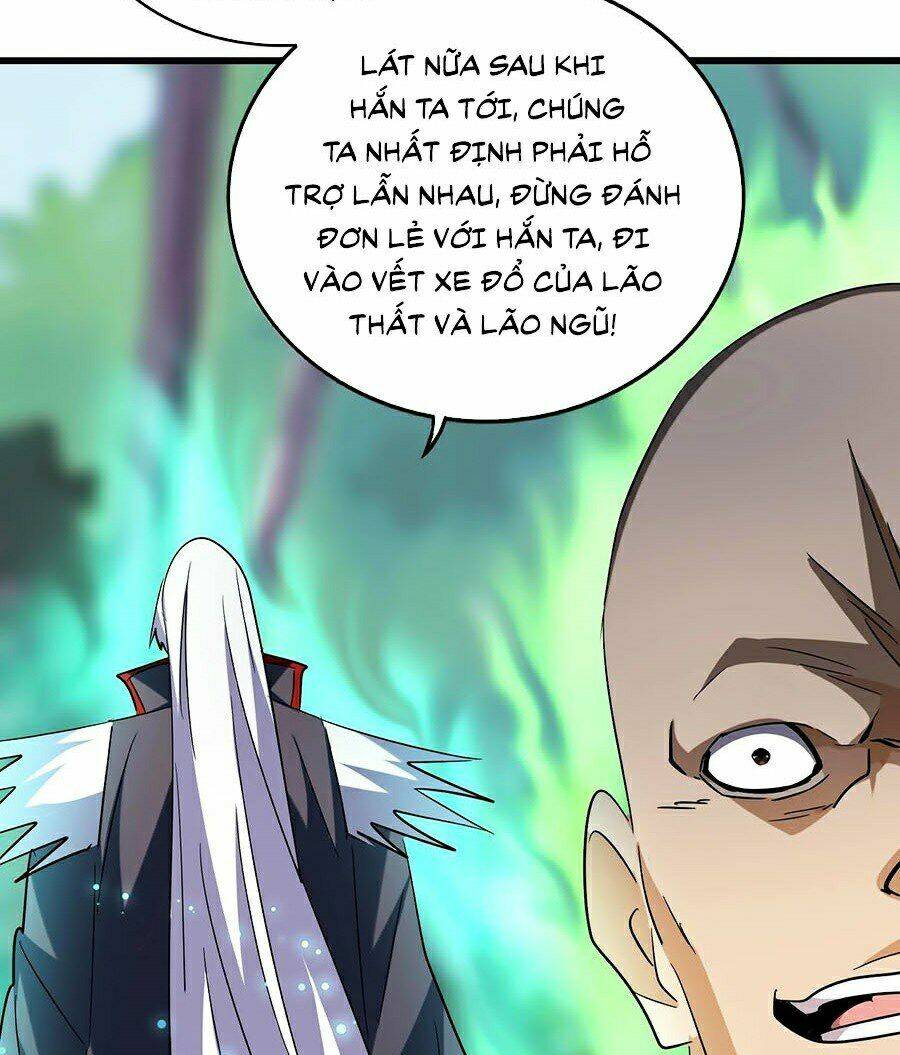 LÁT NỮA SAU KHI
HẮN TA TỚI, CHÚNG
TA NHẤT ĐỊNH PHẢI HỖ
TRỢ LẪN NHAU, ĐỪNG ĐÁNH
ĐƠN LẺ VỚI HẮN TA, ĐI
VÀO VẾT XE ĐỔ CỦA LÃO
THẤT VÀ LÃO NGŨ!